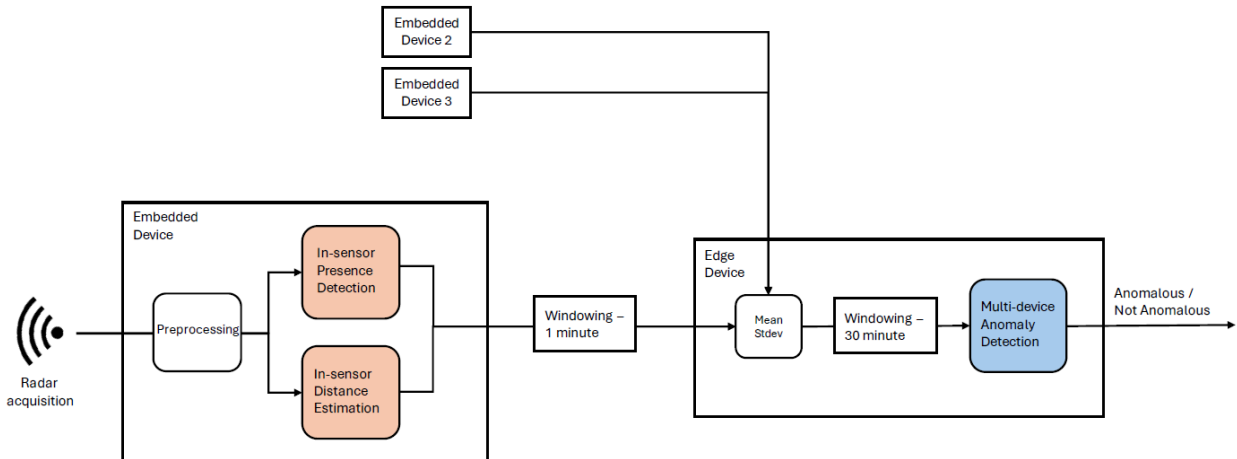 Embedded
Device 2
Embedded
Device 3
Embedded
Device
In-sensor
Presence
Detection
Preprocessing
In-sensor
Distance
Estimation
Radar
acquisition
Windowing –
1 minute
Edge
Device
Mean
Stdev
Windowing –
30 minute
Multi-device
Anomaly
Detection
Anomalous /
Not Anomalous